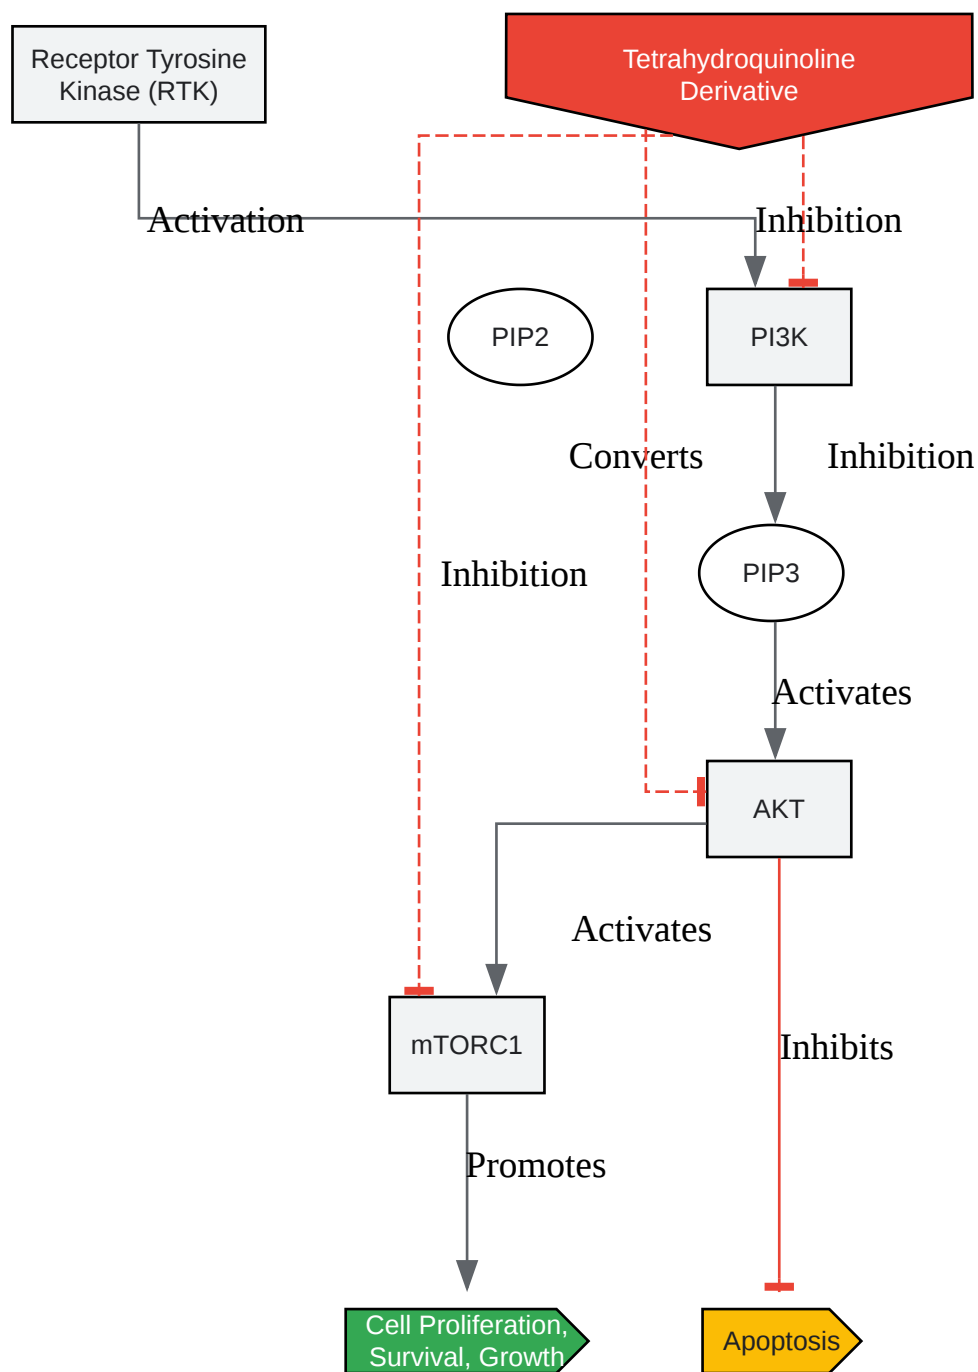 Receptor Tyrosine
Kinase (RTK)
Tetrahydroquinoline
Derivative
Activation
Inhibition
PIP2
PI3K
Converts
Inhibition
Inhibition
PIP3
Activates
AKT
Activates
mTORC1
Inhibits
Promotes
Cell Proliferation,
Survival, Growth
Apoptosis